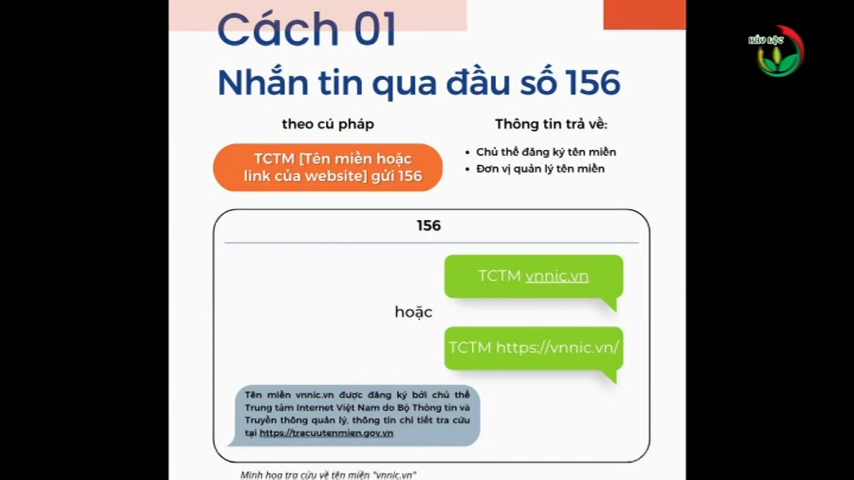 Cách 01
Nhắn tin qua đầu số 156
theo cú pháp
TCTM [Tên miền hoặc
link của website] gửi 156
Thông tin trả về:
• Chủ thể đăng ký tên miền
• Đơn vị quản lý tên miền
156
TCTM vnnic.vn
hoặc
TCTM https://vnnic.vn/
Tên miền vnnic.vn được đăng ký bởi chủ thể
Trung tâm Internet Việt Nam do Bộ Thông tin và
Truyền thông quản lý, thông tin chi tiết tra cứu
tại https://tracuutenmien.gov.vn
Minh họa tra cứu về tên miền "vnnic.vn"
BẢO LỘC